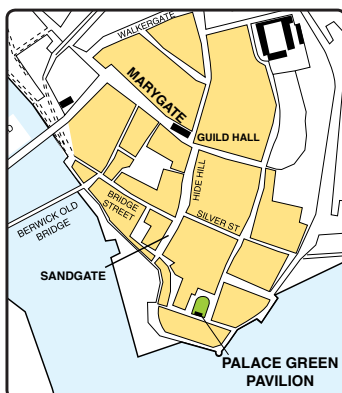 WALKERGATE
MARYGATE
GUILD HALL
HIDE HILL
BRIDGE
STREET
SILVER ST.
BERWICK OLD
BRIDGE
SANDGATE
PALACE GREEN
PAVILION